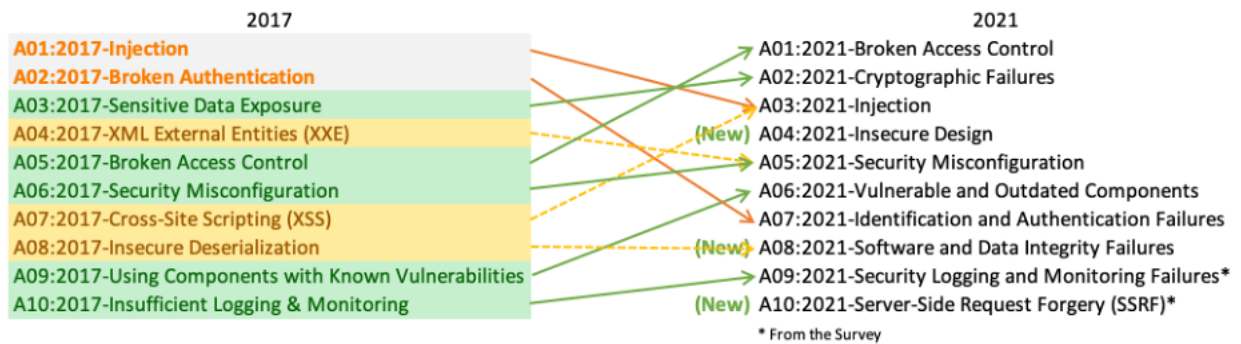 2017
A01:2017-Injection
A02:2017-Broken Authentication
A03:2017-Sensitive Data Exposure
A04:2017-XML External Entities (XXE)
A05:2017-Broken Access Control
A06:2017-Security Misconfiguration
A07:2017-Cross-Site Scripting (XSS)
A08:2017-Insecure Deserialization
A09:2017-Using Components with Known Vulnerabilities
A10:2017-Insufficient Logging & Monitoring
2021
A01:2021-Broken Access Control
A02:2021-Cryptographic Failures
A03:2021-Injection
(New) A04:2021-Insecure Design
A05:2021-Security Misconfiguration
A06:2021-Vulnerable and Outdated Components
A07:2021-Identification and Authentication Failures
(New) A08:2021-Software and Data Integrity Failures
A09:2021-Security Logging and Monitoring Failures*
(New) A10:2021-Server-Side Request Forgery (SSRF)*
* From the Survey